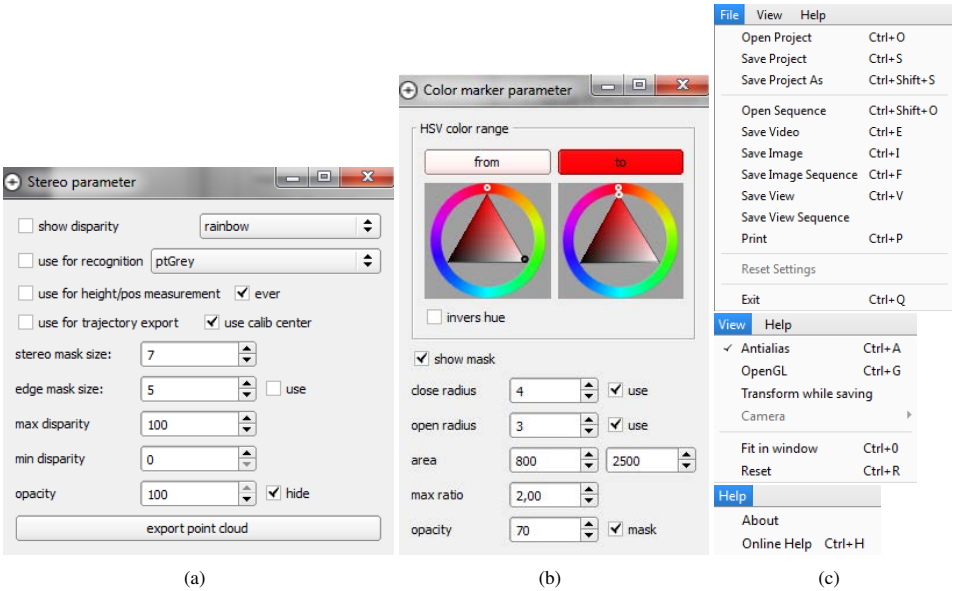 Stereo parameter
show disparity rainbow
use for recognition ptGrey
use for height/pos measurement ever
use for trajectory export use calib center
stereo mask size: 7
edge mask size: 5 use
max disparity 100
min disparity 0
opacity 100 hide
export point cloud
(a)
Color marker parameter
HSV color range
from to
invers hue
show mask
close radius 4 use
open radius 3 use
area 800 2500
max ratio 2,00
opacity 70 mask
(b)
File View Help
Open Project Ctrl+O
Save Project Ctrl+S
Save Project As Ctrl+Shift+S
Open Sequence Ctrl+Shift+O
Save Video Ctrl+E
Save Image Ctrl+I
Save Image Sequence Ctrl+F
Save View Ctrl+V
Save View Sequence
Print Ctrl+P
Reset Settings
Exit Ctrl+Q
View Help
Antialias Ctrl+A
OpenGL Ctrl+G
Transform while saving
Camera
Fit in window Ctrl+0
Reset Ctrl+R
Help
About
Online Help Ctrl+H
(c)